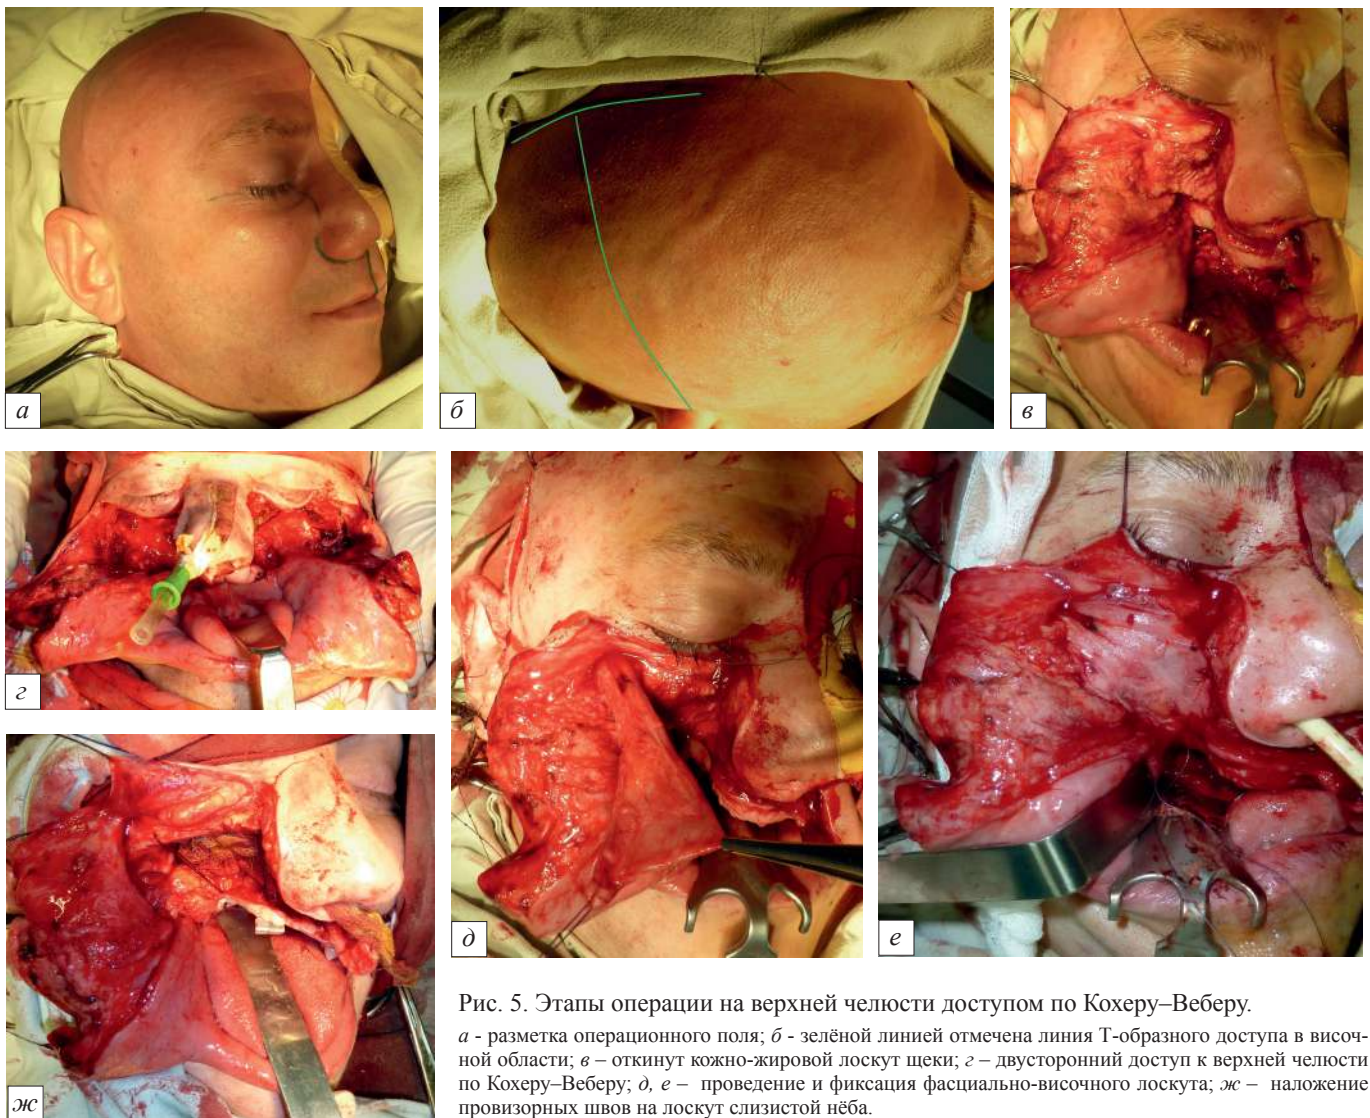 а
б
в
г
д
е
ж
Рис. 5. Этапы операции на верхней челюсти доступом по Кохеру–Веберу.
а - разметка операционного поля; б - зелёной линией отмечена линия Т-образного доступа в височ-
ной области; в – откинут кожно-жировой лоскут щеки; г – двусторонний доступ к верхней челюсти
по Кохеру–Веберу; д, е – проведение и фиксация фасциально-височного лоскута; ж – наложение
провизорных швов на лоскут слизистой нёба.